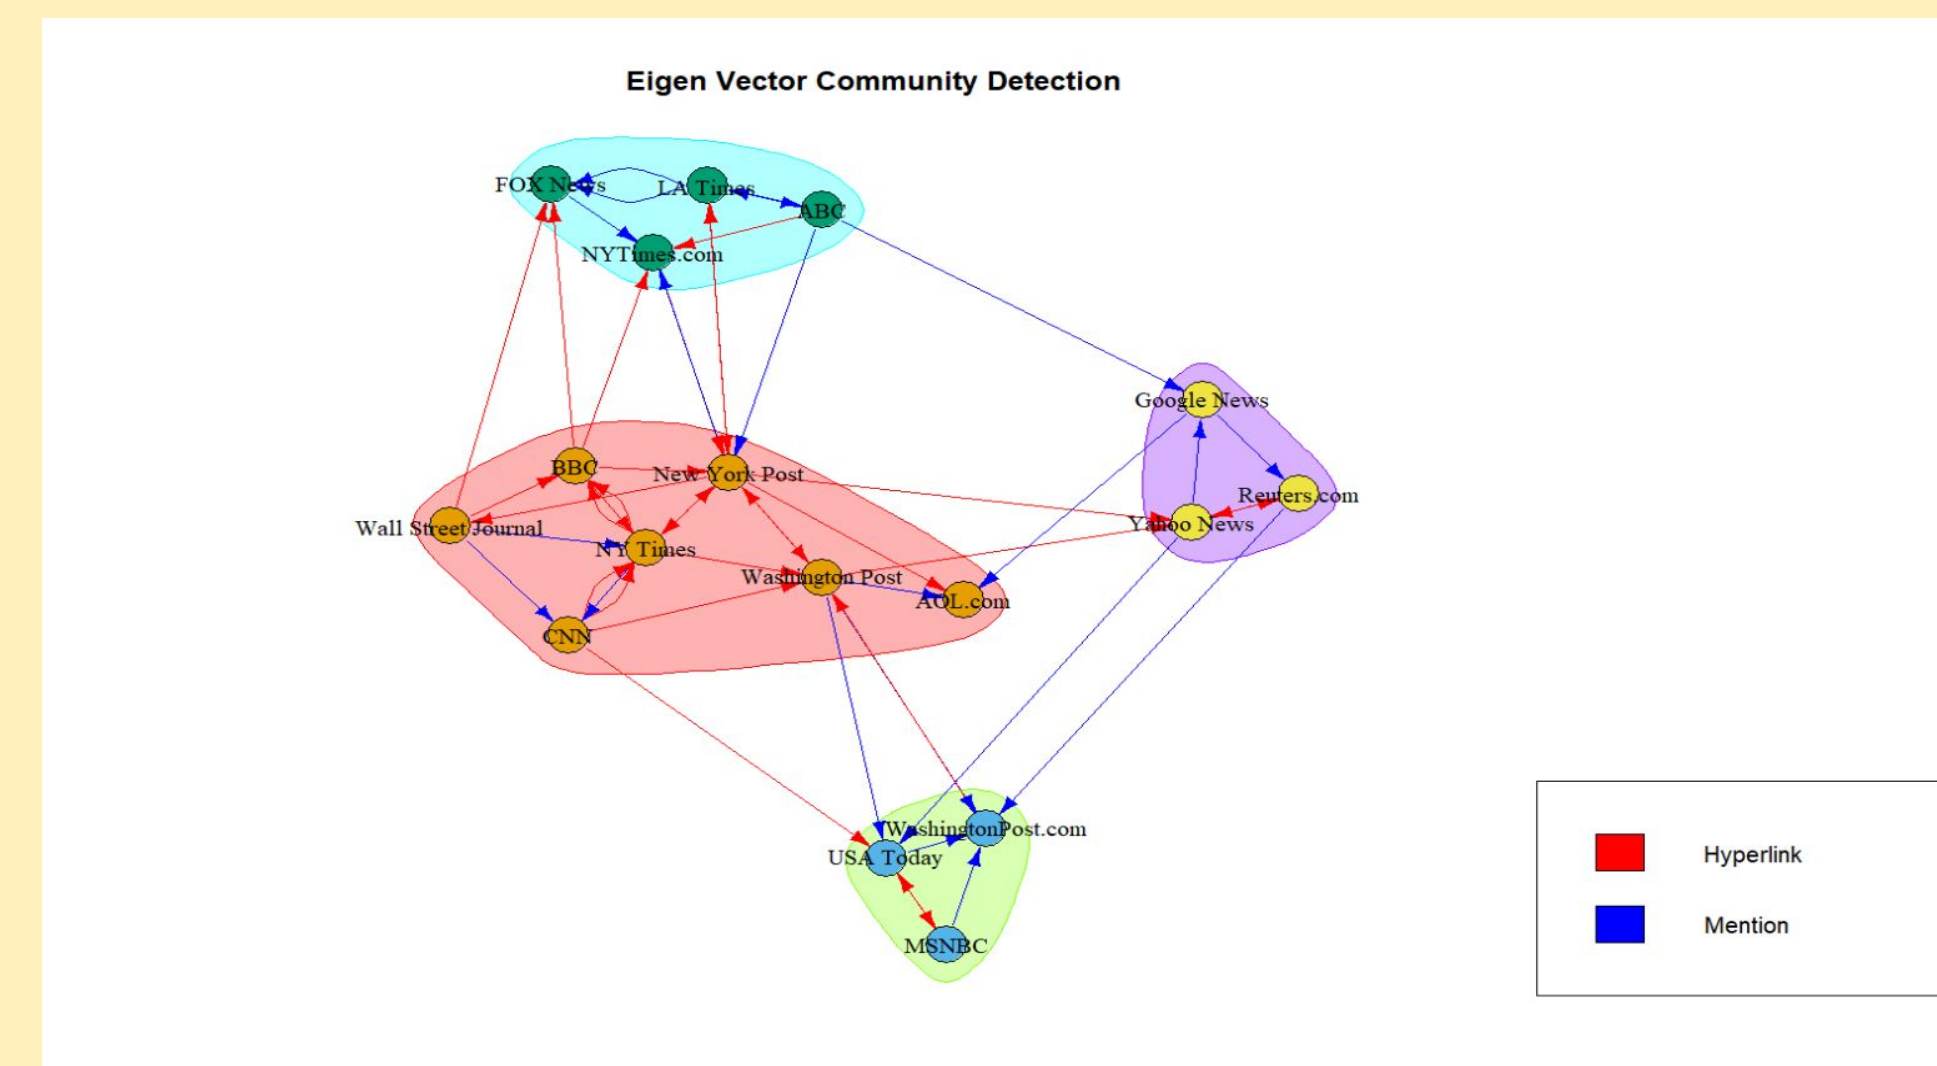 Eigen Vector Community Detection
FOX News
LA Times
ABC
NYTimes.com
Google News
BBC
New York Post
Reuters.com
Wall Street Journal
Yahoo News
NY Times
Washington Post
AOL.com
CNN
WashingtonPost.com
USA Today
MSNBC
Hyperlink
Mention